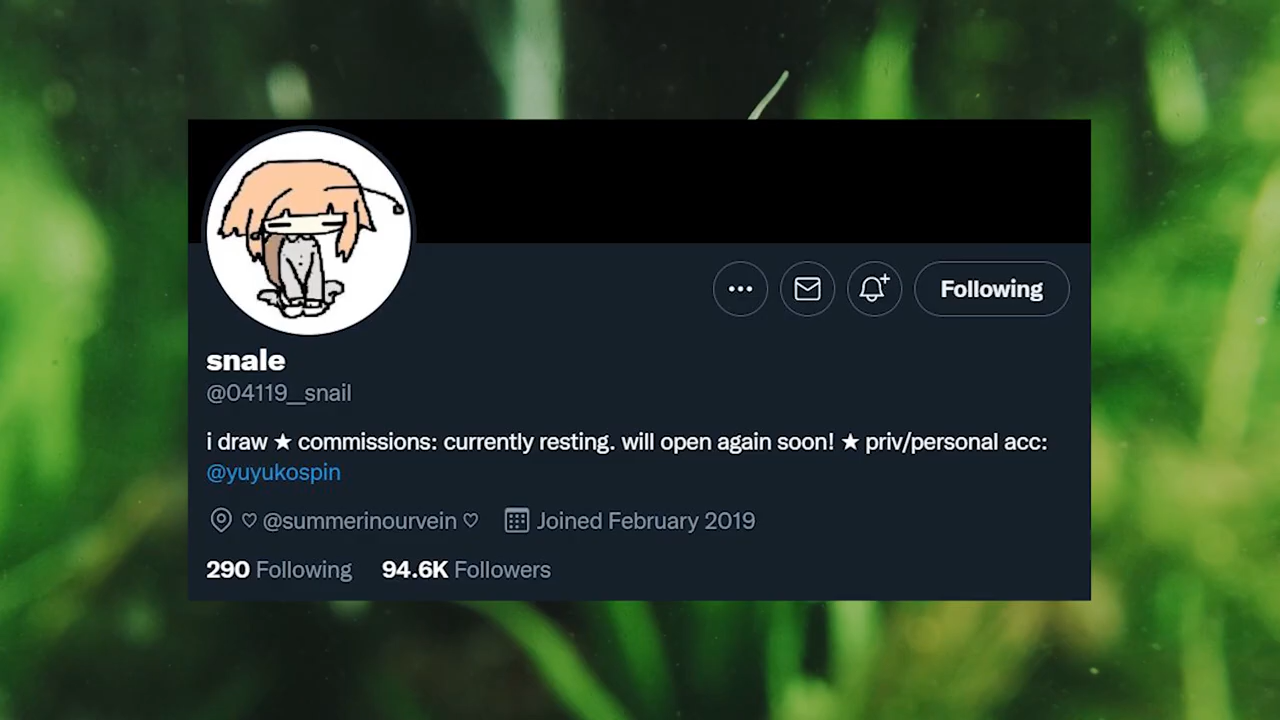 Following
snale
@04119__snail
i draw ★ commissions: currently resting. will open again soon! ★ priv/personal acc:
@yuyukospin
♡ @summerinourvein ♡ Joined February 2019
290 Following 94.6K Followers